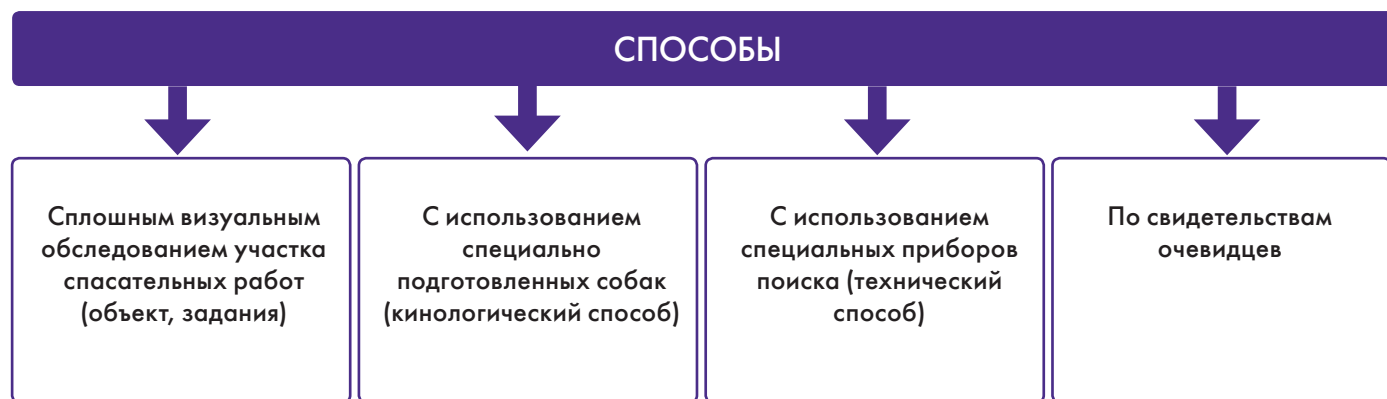 СПОСОБЫ
Сплошным визуальным
обследованием участка
спасательных работ
(объект, задания)
С использованием
специально
подготовленных собак
(кинологический способ)
С использованием
специальных приборов
поиска (технический
способ)
По свидетельствам
очевидцев